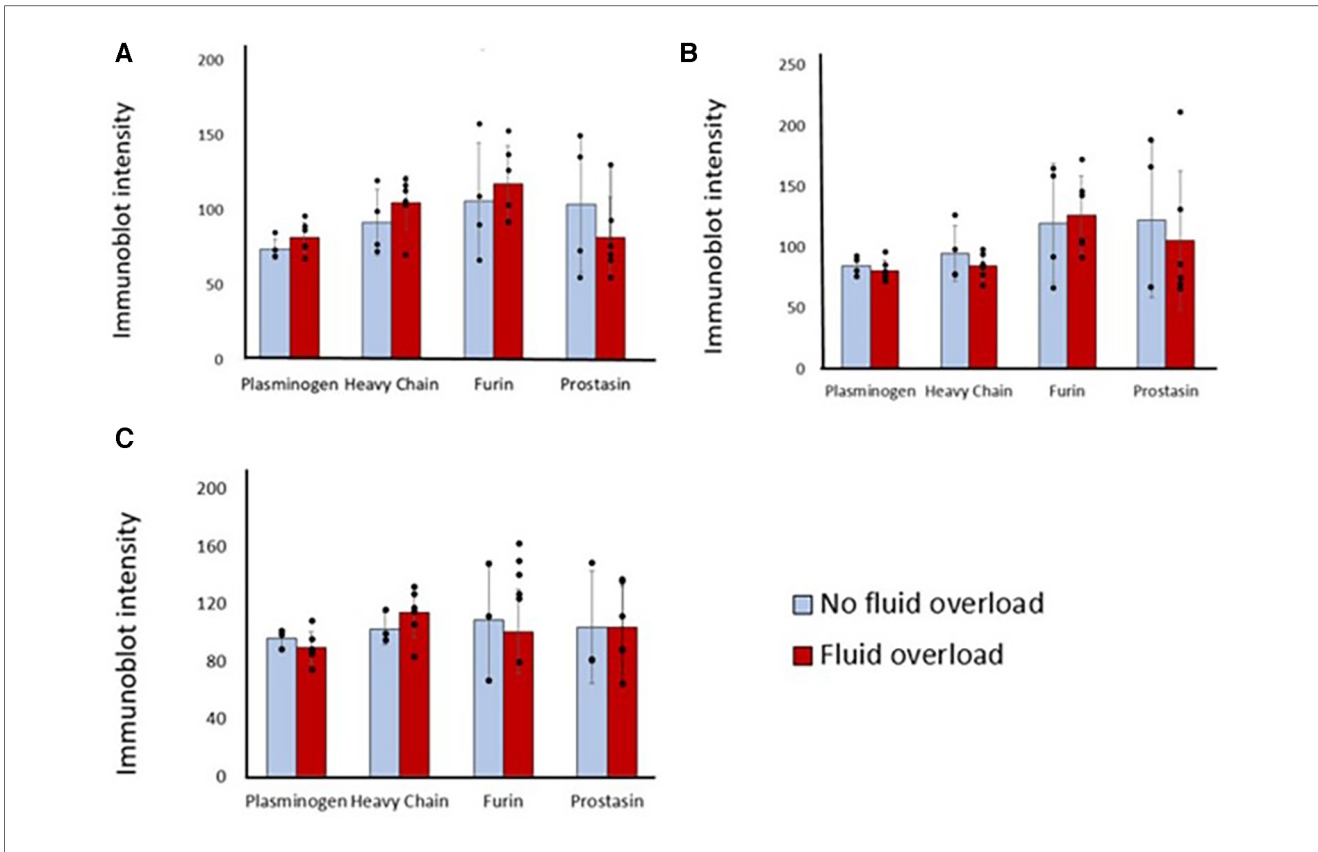 A
Immunoblot intensity
200
150
100
50
0
Plasminogen Heavy Chain Furin Prostasin
B
Immunoblot intensity
250
200
150
100
50
0
Plasminogen Heavy Chain Furin Prostasin
C
Immunoblot intensity
200
160
120
80
40
0
Plasminogen Heavy Chain Furin Prostasin
No fluid overload
Fluid overload